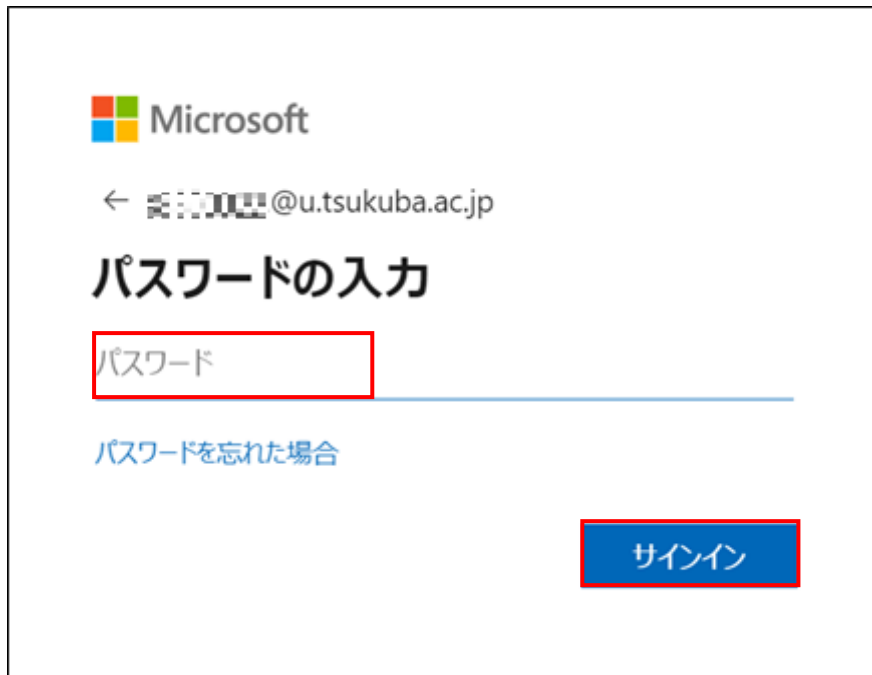 Microsoft
← @u.tsukuba.ac.jp
パスワードの入力
パスワード
パスワードを忘れた場合
サインイン